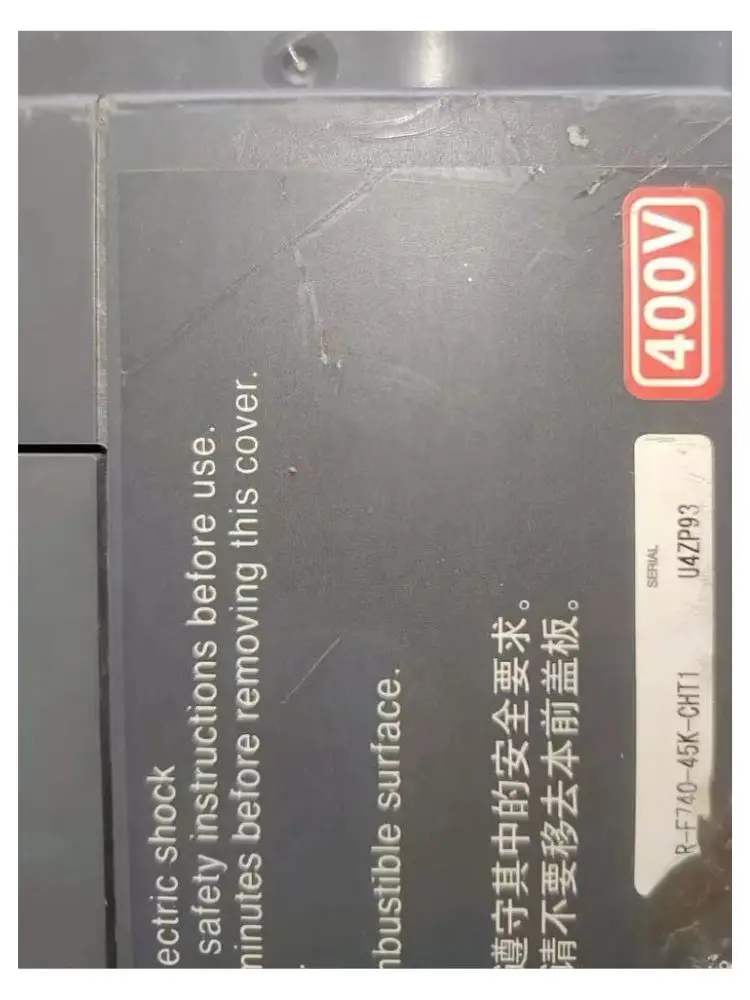 ectric shock
safety instructions before use.
minutes before removing this cover.
mbustible surface.
遵守其中的安全要求。
请不要移去本前盖板。
400V
SERIAL
R-F740-45K-CHT1 U4ZP93